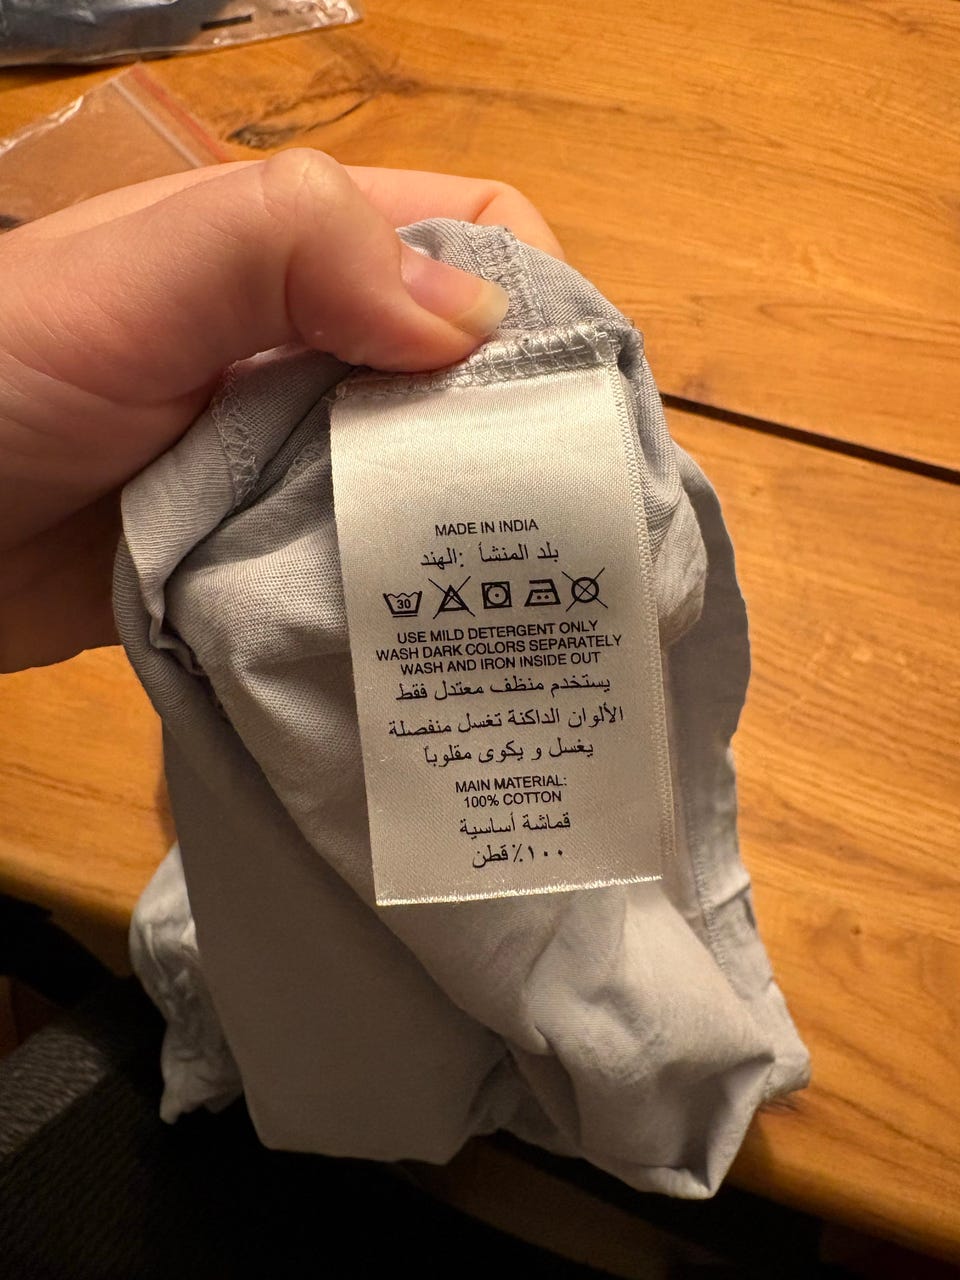 MADE IN INDIA
بلد المنشأ :الهند
30
USE MILD DETERGENT ONLY
WASH DARK COLORS SEPARATELY
WASH AND IRON INSIDE OUT
يستخدم منظف معتدل فقط
الألوان الداكنة تغسل منفصلة
يغسل و يكوى مقلوباً
MAIN MATERIAL:
100% COTTON
قماشة أساسية
١٠٠٪ قطن